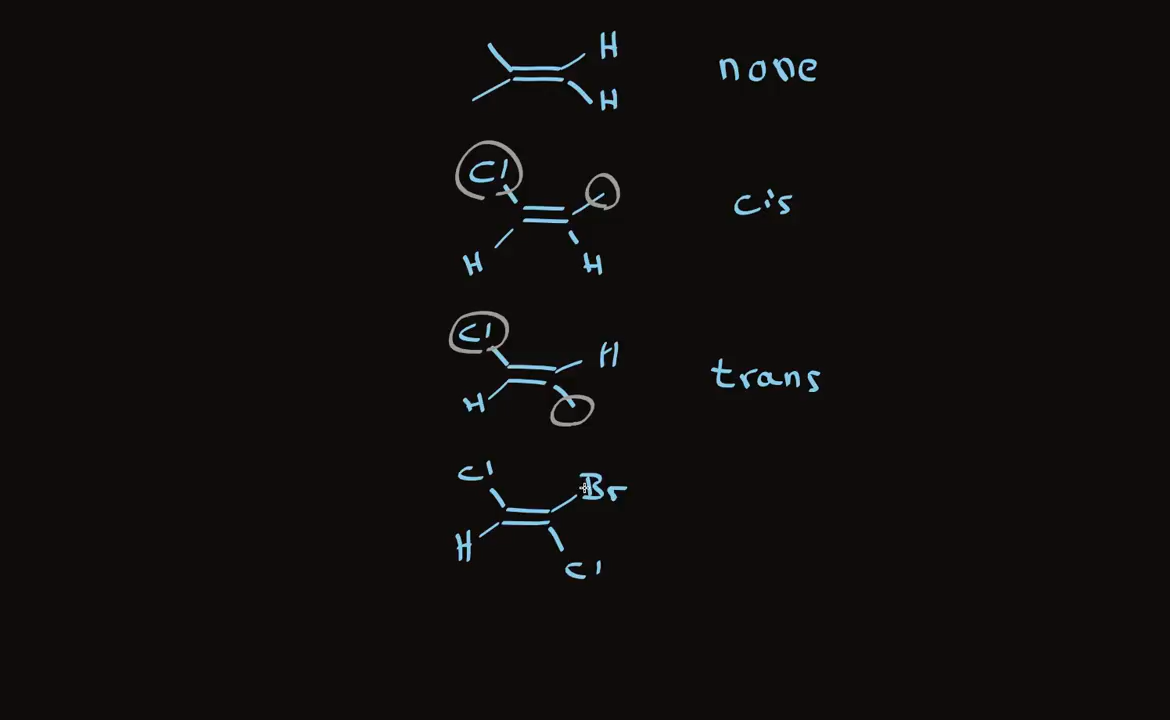 H
H none
Cl
cis
H H
Cl H
H trans
Cl Br
H
Cl